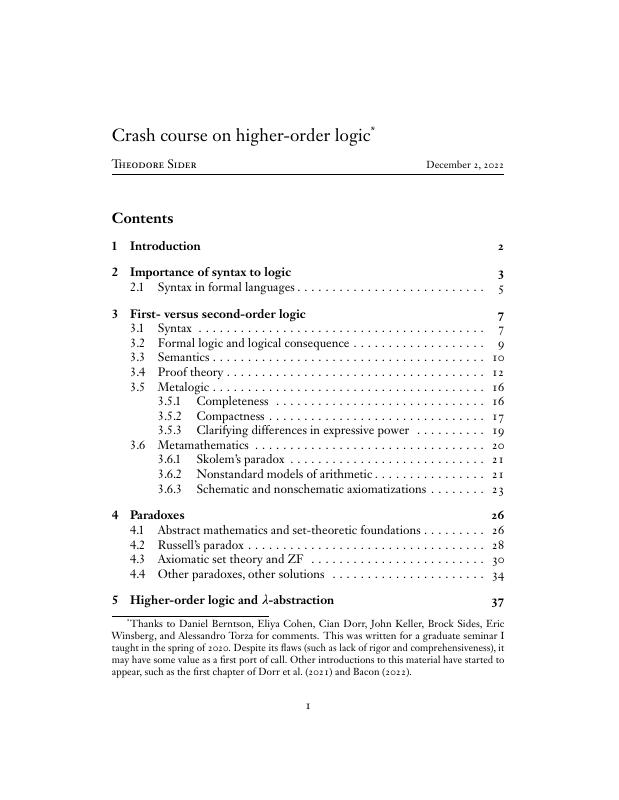 Crash course on higher-order logic*
Theodore Sider December 2, 2022
Contents
1 Introduction 2
2 Importance of syntax to logic 3
2.1 Syntax in formal languages . . . . . . . . . . . . . . . . . . . . . . . . . . 5
3 First- versus second-order logic 7
3.1 Syntax . . . . . . . . . . . . . . . . . . . . . . . . . . . . . . . . . . . . . . . 7
3.2 Formal logic and logical consequence . . . . . . . . . . . . . . . . . . 9
3.3 Semantics . . . . . . . . . . . . . . . . . . . . . . . . . . . . . . . . . . . . . 10
3.4 Proof theory . . . . . . . . . . . . . . . . . . . . . . . . . . . . . . . . . . . 12
3.5 Metalogic . . . . . . . . . . . . . . . . . . . . . . . . . . . . . . . . . . . . . 16
3.5.1 Completeness . . . . . . . . . . . . . . . . . . . . . . . . . . . . 16
3.5.2 Compactness . . . . . . . . . . . . . . . . . . . . . . . . . . . . . 17
3.5.3 Clarifying differences in expressive power . . . . . . . . . 19
3.6 Metamathematics . . . . . . . . . . . . . . . . . . . . . . . . . . . . . . . 20
3.6.1 Skolem's paradox . . . . . . . . . . . . . . . . . . . . . . . . . . 21
3.6.2 Nonstandard models of arithmetic . . . . . . . . . . . . . . 21
3.6.3 Schematic and nonschematic axiomatizations . . . . . . . 23
4 Paradoxes 26
4.1 Abstract mathematics and set-theoretic foundations . . . . . . . . . 26
4.2 Russell's paradox . . . . . . . . . . . . . . . . . . . . . . . . . . . . . . . . 28
4.3 Axiomatic set theory and ZF . . . . . . . . . . . . . . . . . . . . . . . . 30
4.4 Other paradoxes, other solutions . . . . . . . . . . . . . . . . . . . . . 34
5 Higher-order logic and λ-abstraction 37
*Thanks to Daniel Berntson, Eliya Cohen, Cian Dorr, John Keller, Brock Sides, Eric
Winsberg, and Alessandro Torza for comments. This was written for a graduate seminar I
taught in the spring of 2020. Despite its flaws (such as lack of rigor and comprehensiveness), it
may have some value as a first port of call. Other introductions to this material have started to
appear, such as the first chapter of Dorr et al. (2021) and Bacon (2022).
1